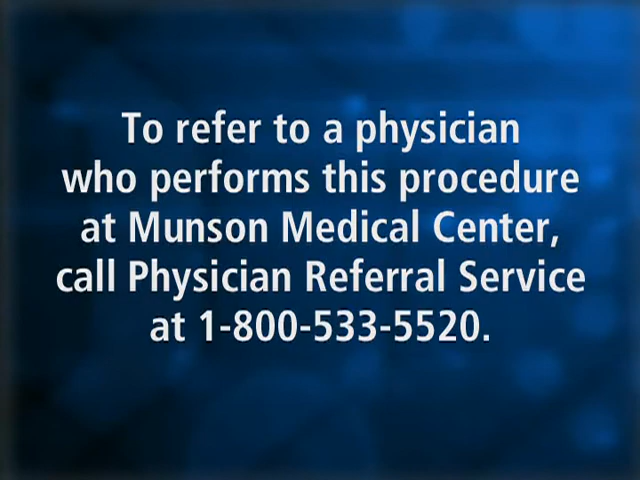 To refer to a physician
who performs this procedure
at Munson Medical Center,
call Physician Referral Service
at 1-800-533-5520.